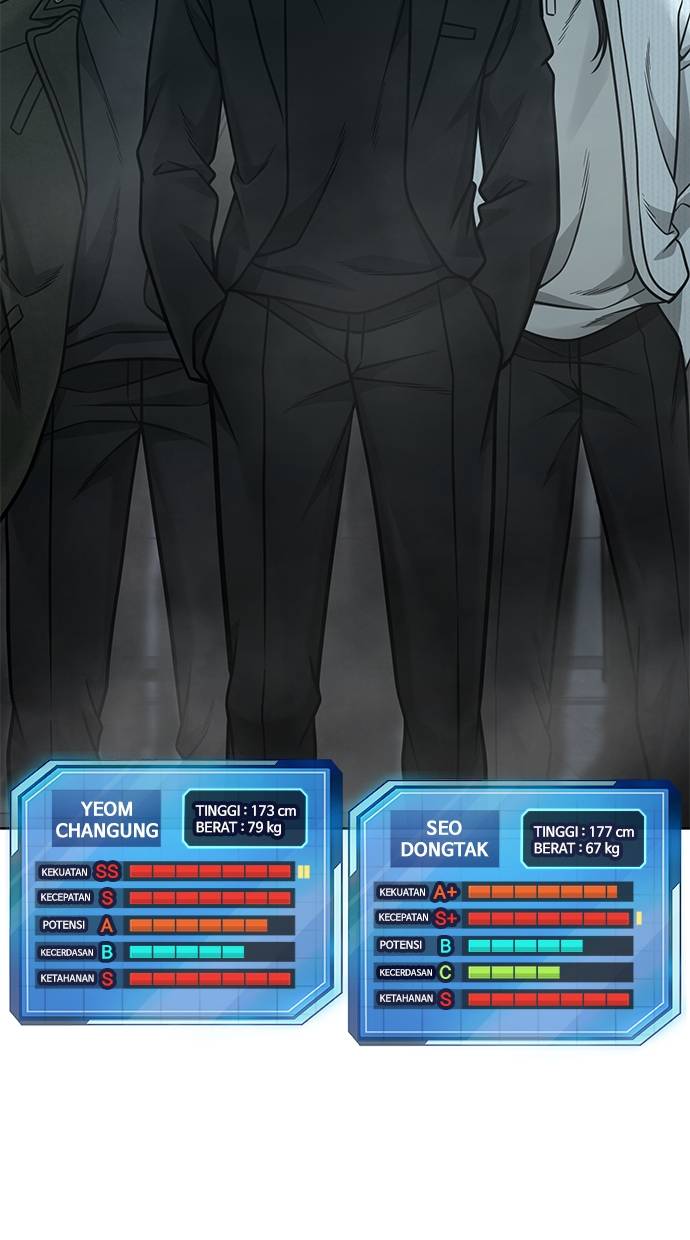 YEOM
CHANGUNG
TINGGI : 173 cm
BERAT : 79 kg
KEKUATAN SS
KECEPATAN S
POTENSI A
KECERDASAN B
KETAHANAN S
SEO
DONGTAK
TINGGI : 177 cm
BERAT : 67 kg
KEKUATAN A+
KECEPATAN S+
POTENSI B
KECERDASAN C
KETAHANAN S